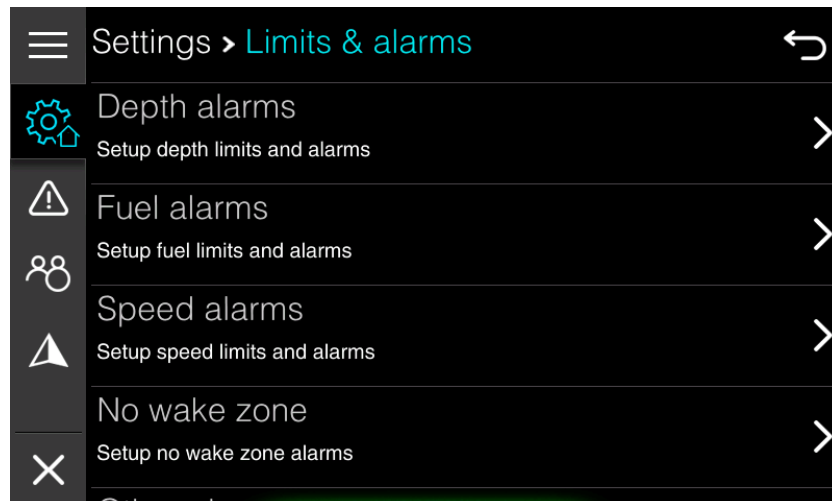 Settings > Limits & alarms
Depth alarms
Setup depth limits and alarms
Fuel alarms
Setup fuel limits and alarms
Speed alarms
Setup speed limits and alarms
No wake zone
Setup no wake zone alarms